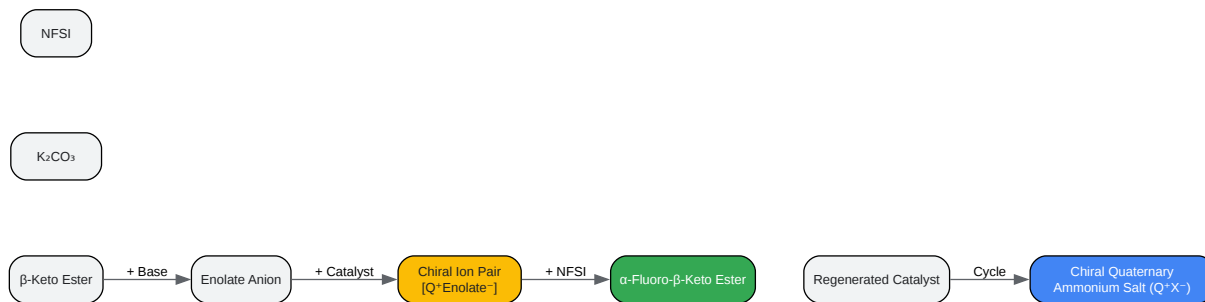 NFSI
K₂CO₃
β-Keto Ester
+ Base
Enolate Anion
+ Catalyst
Chiral Ion Pair
[Q⁺Enolate⁻]
+ NFSI
α-Fluoro-β-Keto Ester
Regenerated Catalyst
Cycle
Chiral Quaternary
Ammonium Salt (Q⁺X⁻)